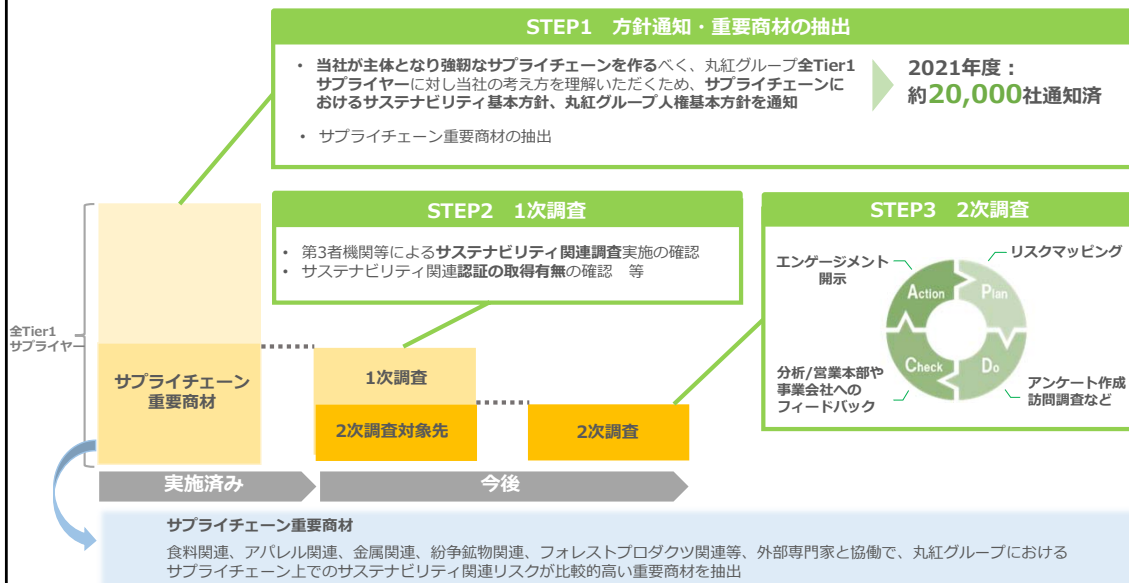 STEP1 方針通知・重要商材の抽出
• 当社が主体となり強靭なサプライチェーンを作るべく、丸紅グループ全Tier1
サプライヤーに対し当社の考え方を理解いただくため、サプライチェーンに
おけるサステナビリティ基本方針、丸紅グループ人権基本方針を通知
• サプライチェーン重要商材の抽出
2021年度：
約20,000社通知済
STEP2 1次調査
• 第3者機関等によるサステナビリティ関連調査実施の確認
• サステナビリティ関連認証の取得有無の確認 等
STEP3 2次調査
エンゲージメント
開示
リスクマッピング
Action
Plan
Check
Do
分析/営業本部や
事業会社への
フィードバック
アンケート作成
訪問調査など
全Tier1
サプライヤー
サプライチェーン
重要商材
1次調査
2次調査対象先
2次調査
実施済み
今後
サプライチェーン重要商材
食料関連、アパレル関連、金属関連、紛争鉱物関連、フォレストプロダクツ関連等、外部専門家と協働で、丸紅グループにおける
サプライチェーン上でのサステナビリティ関連リスクが比較的高い重要商材を抽出